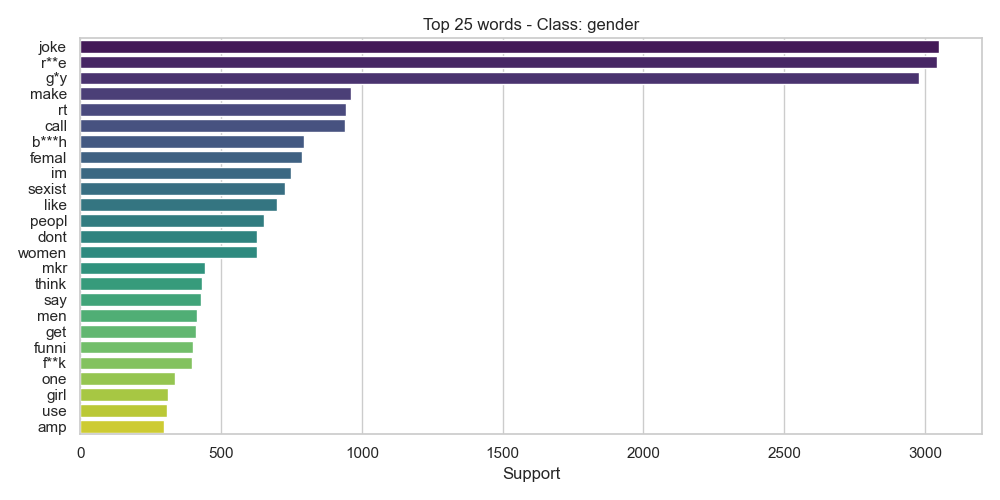 Top 25 words - Class: gender
joke
r**e
g*y
make
rt
call
b***h
femal
im
sexist
like
peopl
dont
women
mkr
think
say
men
get
funni
f**k
one
girl
use
amp
0 500 1000 1500 2000 2500 3000
Support